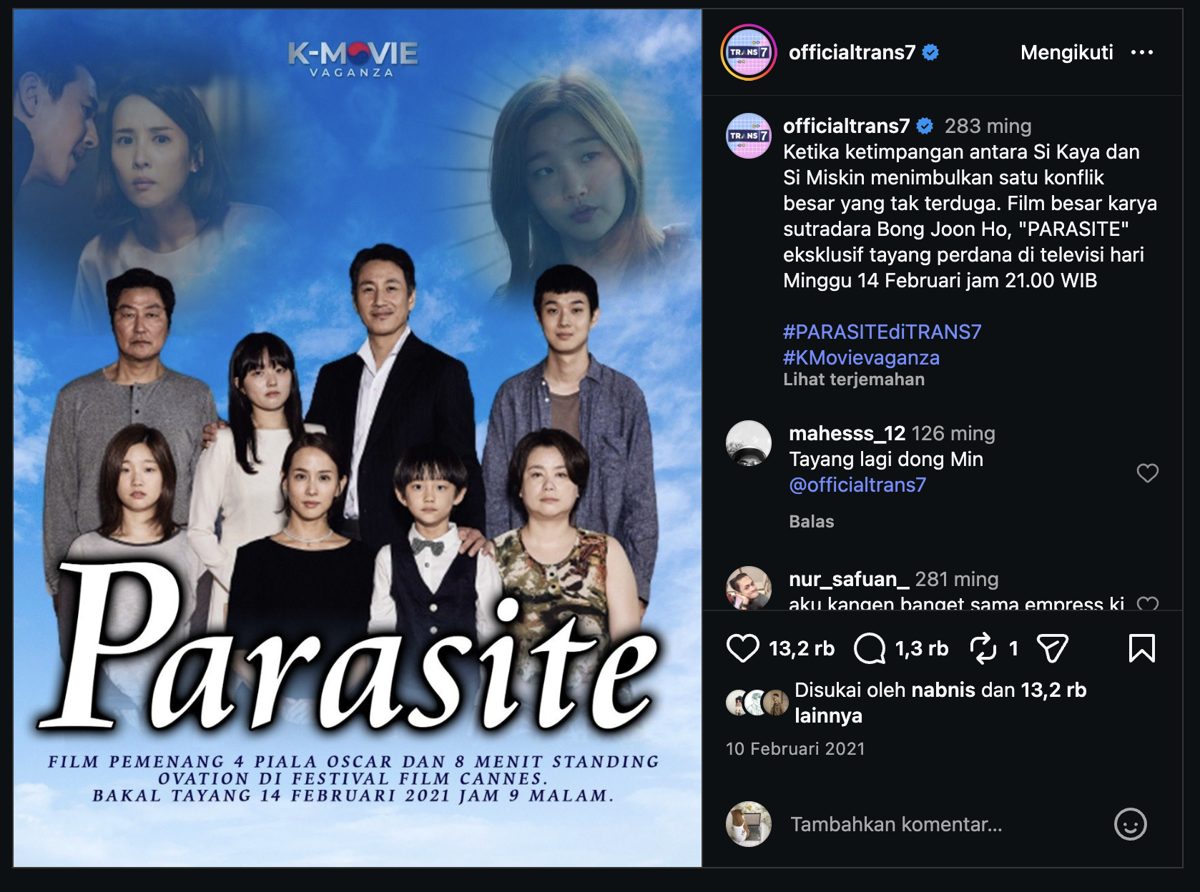 K-MOVIE
VAGANZA
Parasite
FILM PEMENANG 4 PIALA OSCAR DAN 8 MENIT STANDING
OVATION DI FESTIVAL FILM CANNES.
BAKAL TAYANG 14 FEBRUARI 2021 JAM 9 MALAM.
TRANS 7
officialtrans7
Mengikuti
TRANS 7
officialtrans7 283 ming
Ketika ketimpangan antara Si Kaya dan
Si Miskin menimbulkan satu konflik
besar yang tak terduga. Film besar karya
sutradara Bong Joon Ho, "PARASITE"
eksklusif tayang perdana di televisi hari
Minggu 14 Februari jam 21.00 WIB
#PARASITEdiTRANS7
#KMovievaganza
Lihat terjemahan
mahesss_12 126 ming
Tayang lagi dong Min
@officialtrans7
Balas
nur_safuan_ 281 ming
aku kangen banget sama empress ki
13,2 rb 1,3 rb 1
Disukai oleh nabnis dan 13,2 rb
lainnya
10 Februari 2021
Tambahkan komentar...